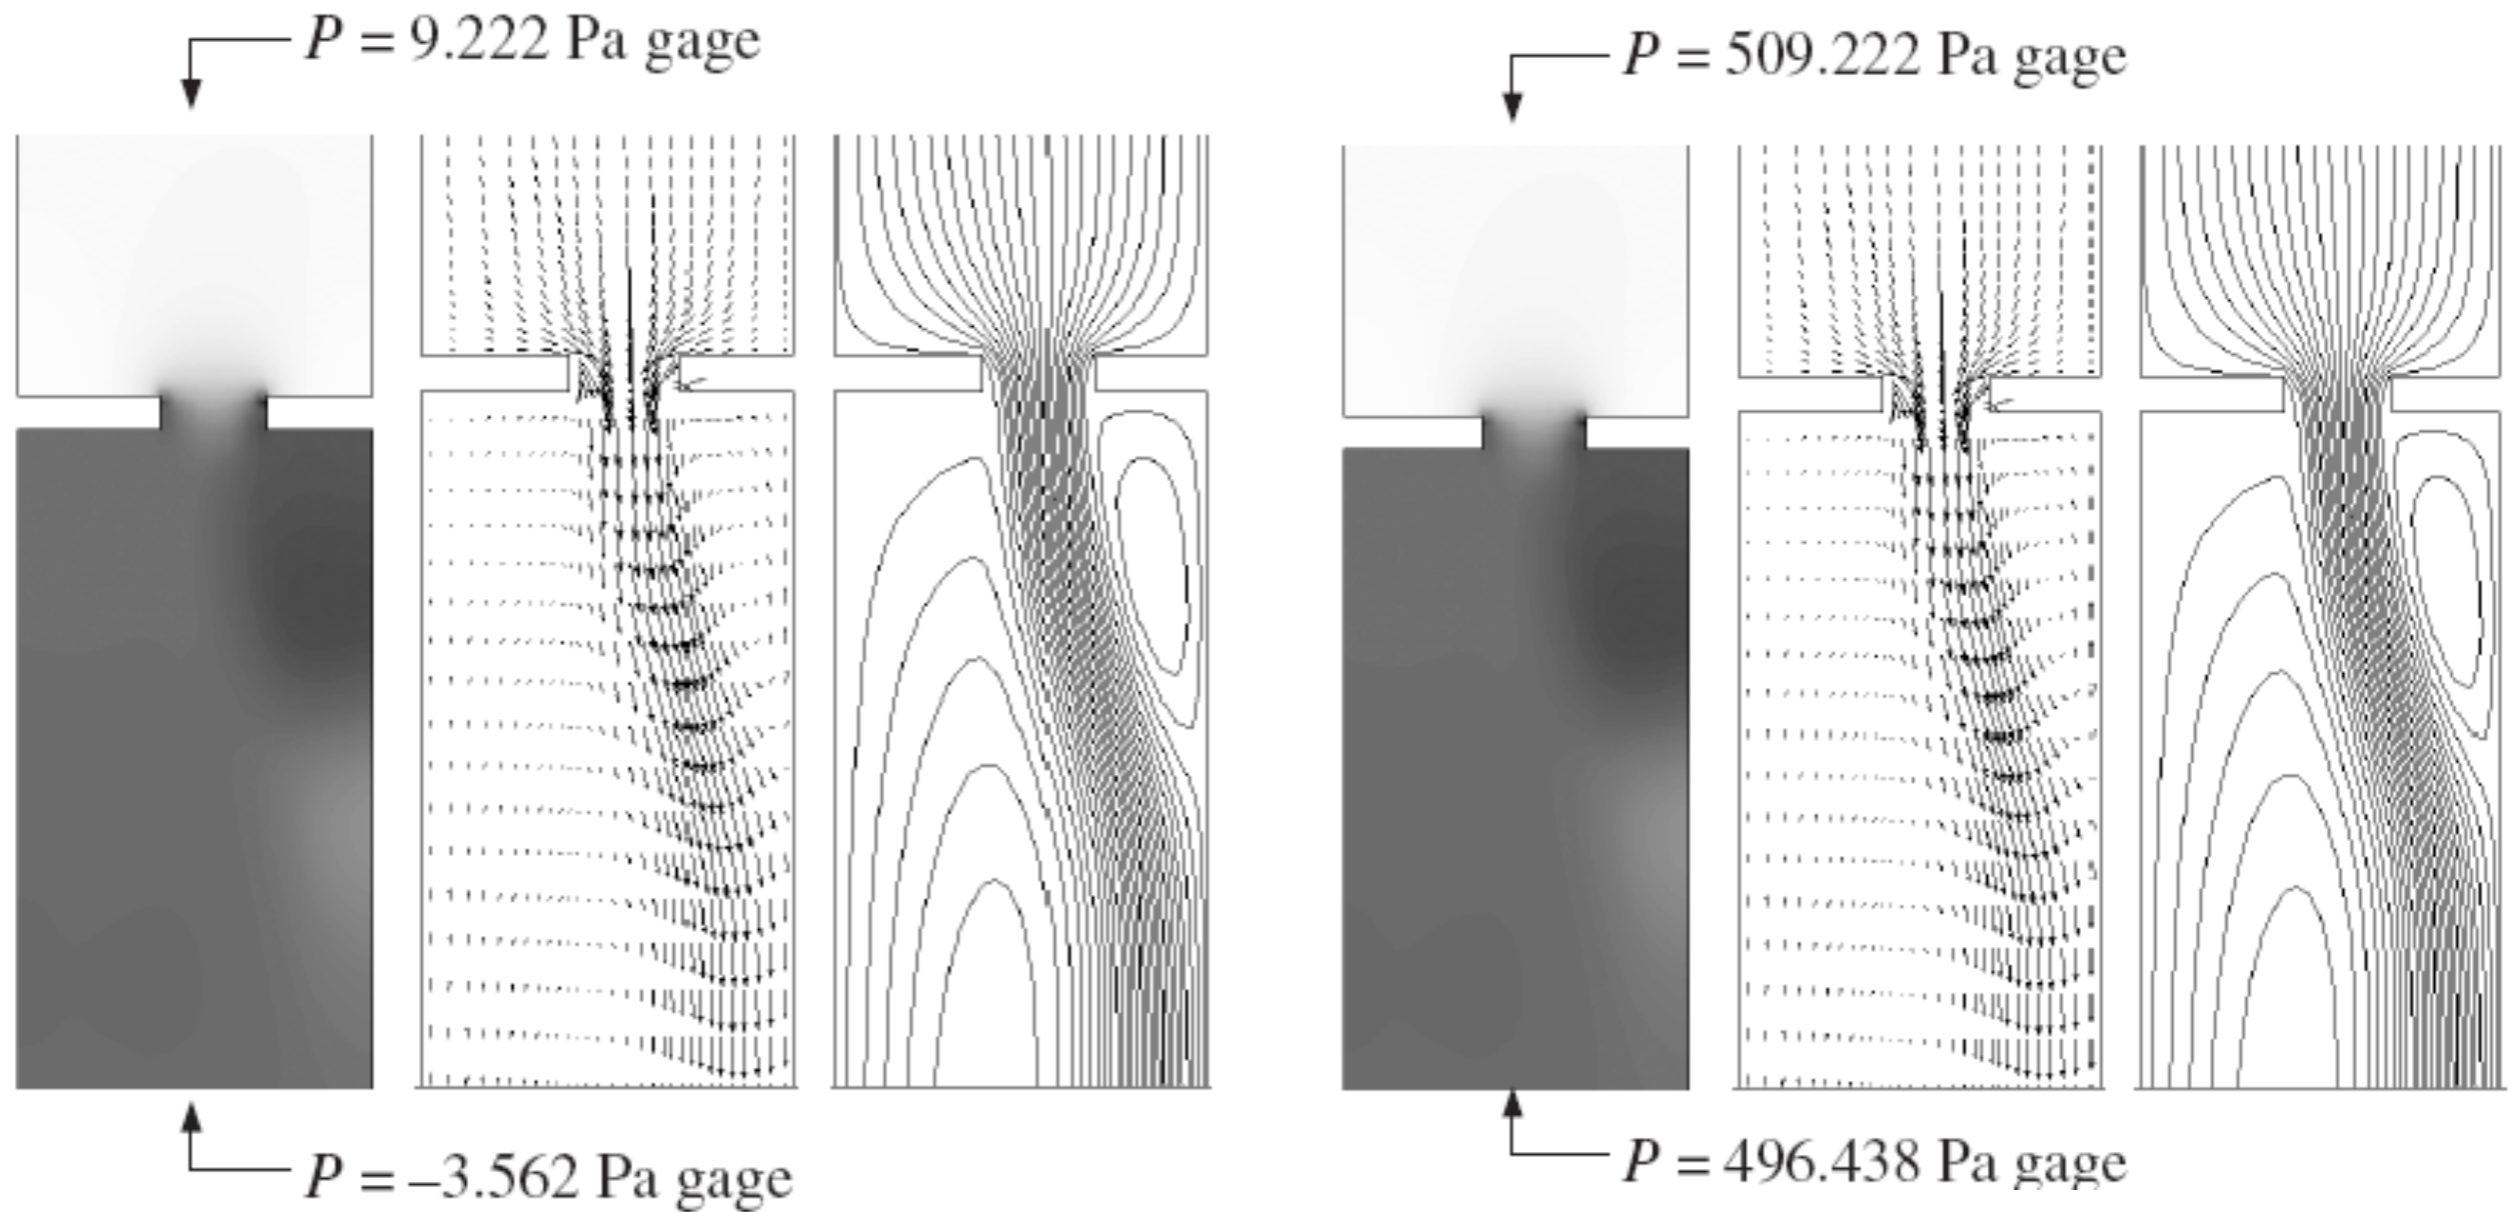 P = 9.222 Pa gage
P = 509.222 Pa gage
P = –3.562 Pa gage
P = 496.438 Pa gage